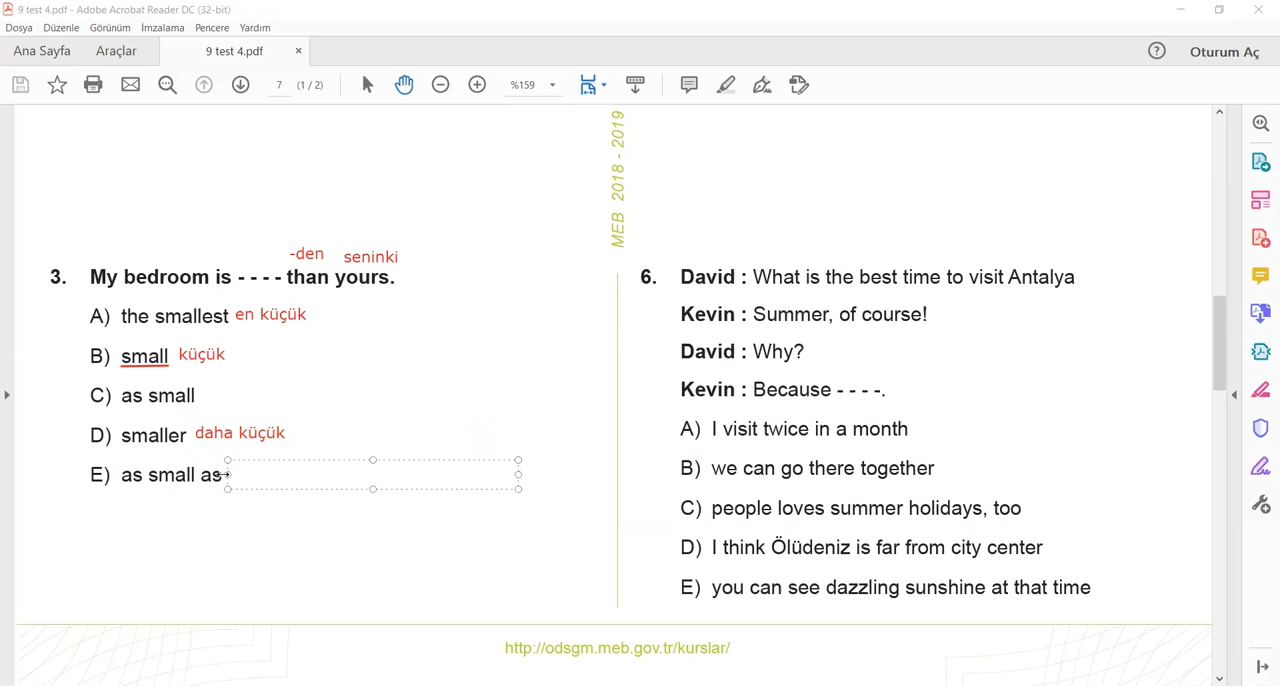 9 test 4.pdf - Adobe Acrobat Reader DC (32-bit)
Dosya Düzenle Görünüm İmzalama Pencere Yardım
Ana Sayfa Araçlar 9 test 4.pdf × Oturum Aç
7 (1 / 2) %159
MEB 2018 - 2019
-den seninki
3. My bedroom is - - - - than yours.
A) the smallest en küçük
B) small küçük
C) as small
D) smaller daha küçük
E) as small as
6. David : What is the best time to visit Antalya
Kevin : Summer, of course!
David : Why?
Kevin : Because - - - -.
A) I visit twice in a month
B) we can go there together
C) people loves summer holidays, too
D) I think Ölüdeniz is far from city center
E) you can see dazzling sunshine at that time
http://odsgm.meb.gov.tr/kurslar/